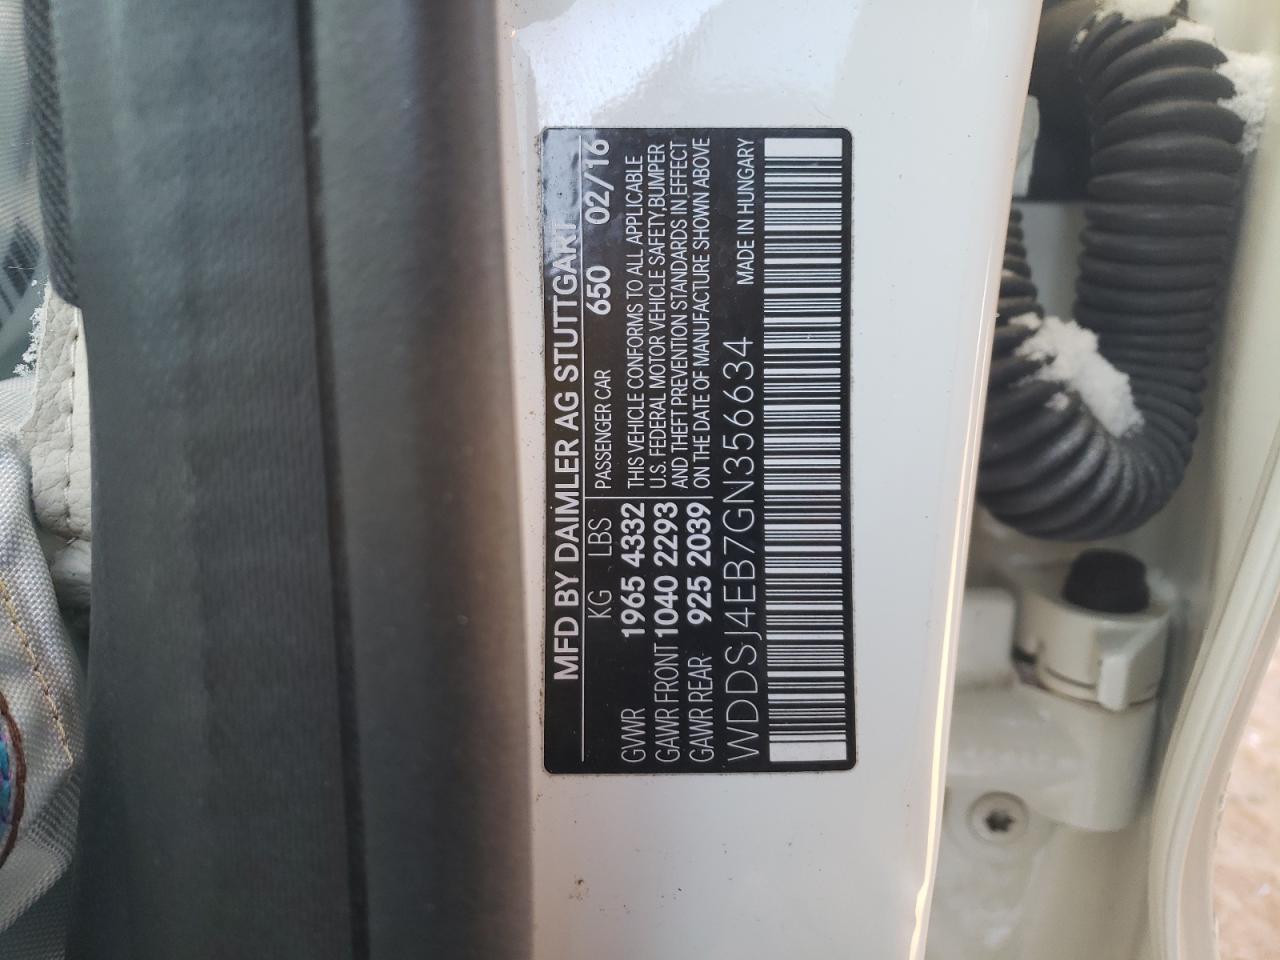 MFD BY DAIMLER AG STUTTGART
KG LBS PASSENGER CAR 650 02/16
GVWR 1965 4332
GAWR FRONT 1040 2293
GAWR REAR 925 2039
THIS VEHICLE CONFORMS TO ALL APPLICABLE
U.S. FEDERAL MOTOR VEHICLE SAFETY,BUMPER
AND THEFT PREVENTION STANDARDS IN EFFECT
ON THE DATE OF MANUFACTURE SHOWN ABOVE
WDDSJ4EB7GN356634 MADE IN HUNGARY